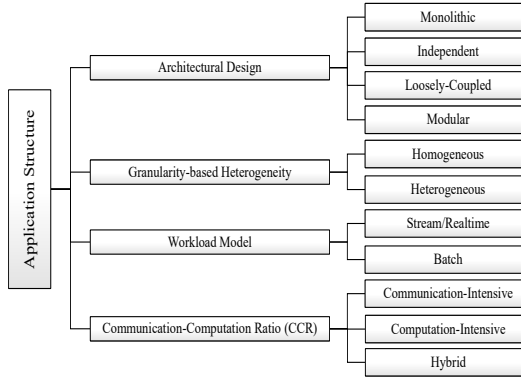 Application Structure
Architectural Design
Monolithic
Independent
Loosely-Coupled
Modular
Granularity-based Heterogeneity
Homogeneous
Heterogeneous
Workload Model
Stream/Realtime
Batch
Communication-Computation Ratio (CCR)
Communication-Intensive
Computation-Intensive
Hybrid